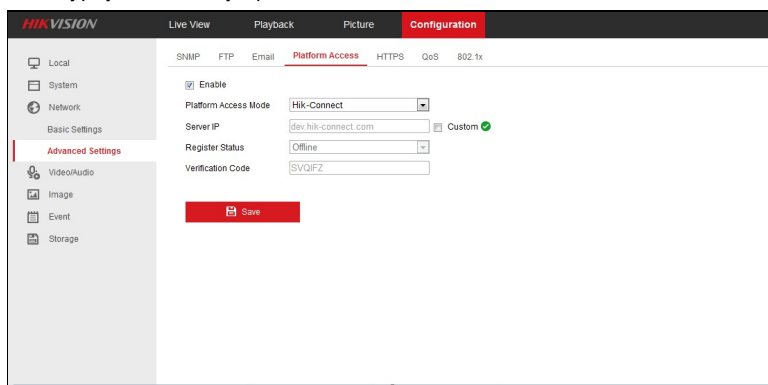 HIKVISION
Live View Playback Picture Configuration
Local
System
Network
Basic Settings
Advanced Settings
Video/Audio
Image
Event
Storage
SNMP FTP Email Platform Access HTTPS QoS 802.1x
Enable
Platform Access Mode Hik-Connect
Server IP dev.hik-connect.com Custom
Register Status Offline
Verification Code SVQIFZ
Save